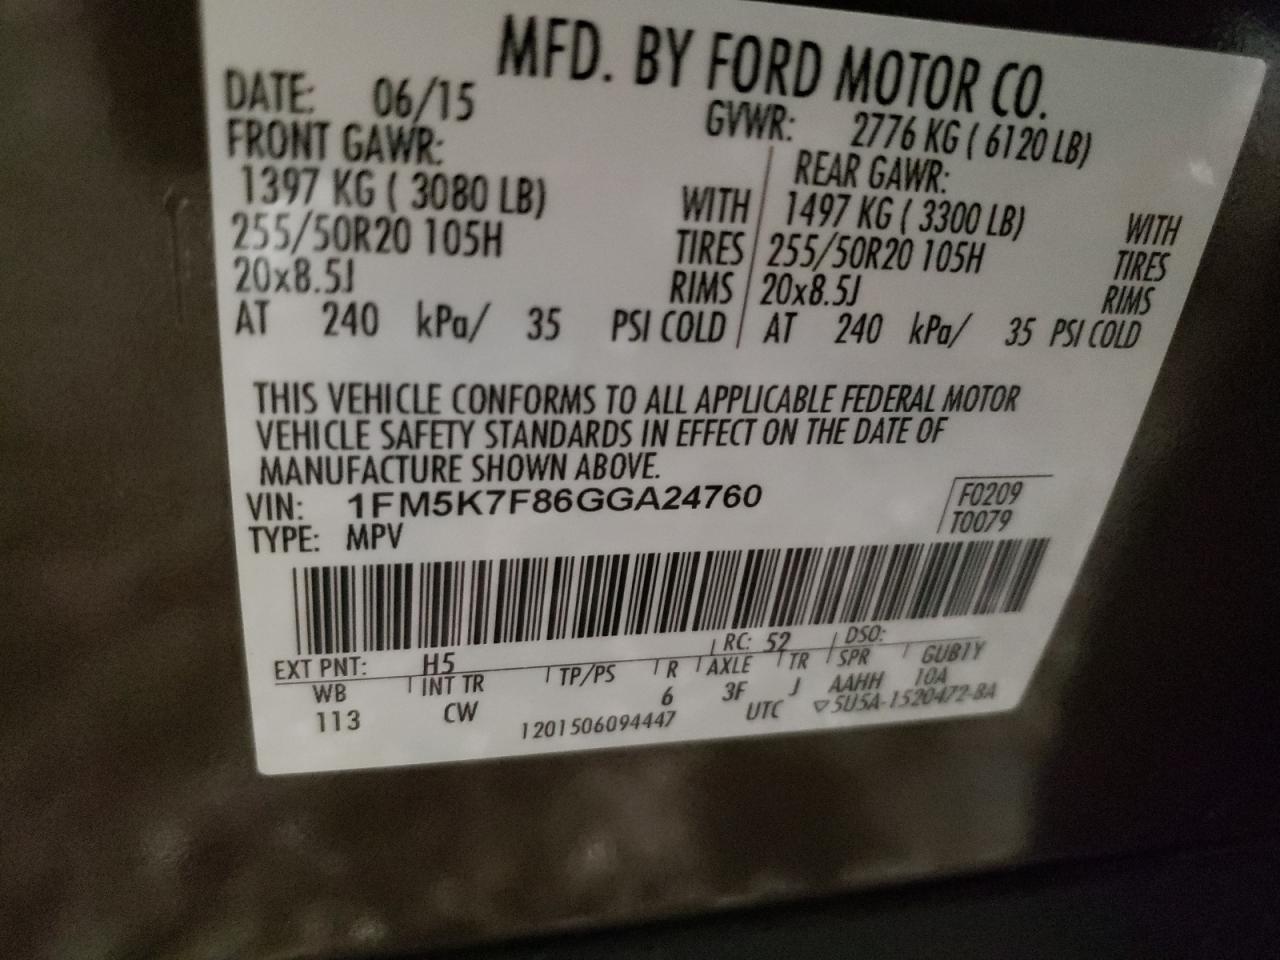 MFD. BY FORD MOTOR CO.
DATE: 06/15 GVWR: 2776 KG ( 6120 LB)
FRONT GAWR: REAR GAWR:
1397 KG ( 3080 LB) WITH 1497 KG ( 3300 LB) WITH
255/50R20 105H TIRES 255/50R20 105H TIRES
20x8.5J RIMS 20x8.5J RIMS
AT 240 kPa/ 35 PSI COLD AT 240 kPa/ 35 PSI COLD
THIS VEHICLE CONFORMS TO ALL APPLICABLE FEDERAL MOTOR
VEHICLE SAFETY STANDARDS IN EFFECT ON THE DATE OF
MANUFACTURE SHOWN ABOVE.
VIN: 1FM5K7F86GGA24760 F0209
TYPE: MPV T0079
EXT PNT: H5 RC: 52 DSO:
WB INT TR TP/PS R AXLE TR SPR GUB1Y
113 CW 6 3F J AAHH 10A
1201506094447 UTC ▽5U5A-1520472-BA